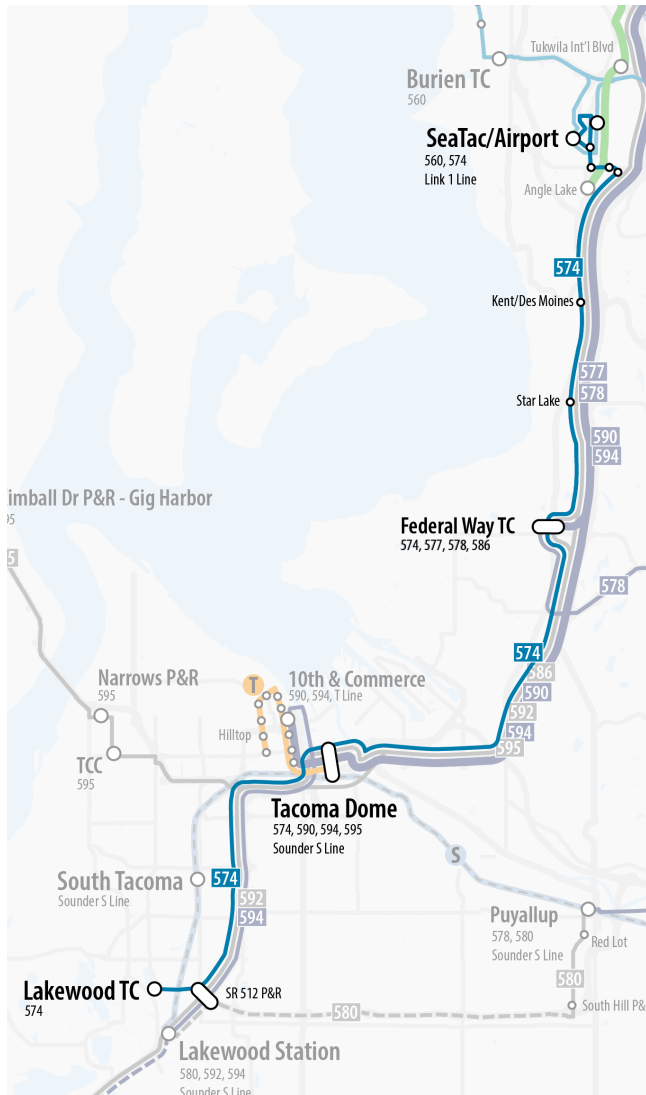 Tukwila Int'l Blvd
Burien TC
560
SeaTac/Airport
560, 574
Link 1 Line
Angle Lake
574
Kent/Des Moines
577
578
Star Lake
590
594
imball Dr P&R - Gig Harbor
95
Federal Way TC
574, 577, 578, 586
5
578
574
586
590
592
594
595
Narrows P&R
595
T
10th & Commerce
590, 594, T Line
Hilltop
TCC
595
Tacoma Dome
574, 590, 594, 595
Sounder S Line
S
South Tacoma
Sounder S Line
574
592
594
Puyallup
578, 580
Sounder S Line
Red Lot
580
South Hill P&
Lakewood TC
574
SR 512 P&R
580
Lakewood Station
580, 592, 594
Sounder S Line